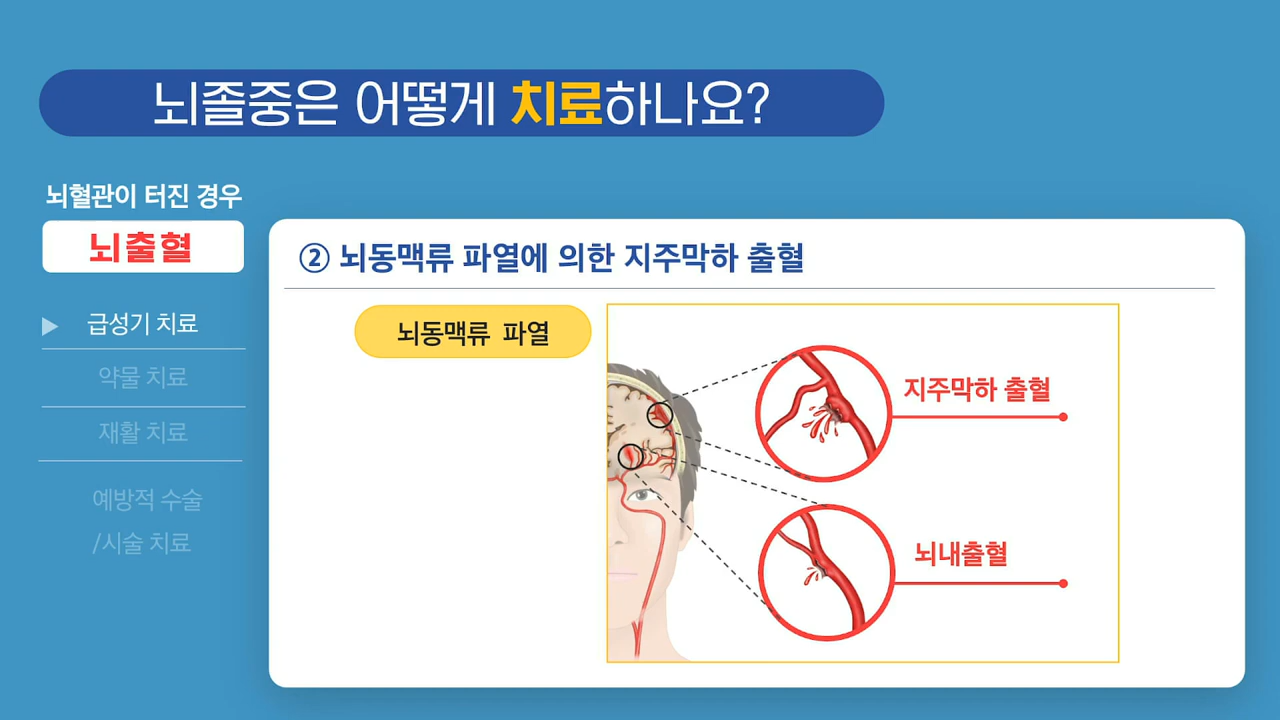 뇌졸중은 어떻게 치료하나요?
뇌혈관이 터진 경우
뇌출혈
▶ 급성기 치료
약물 치료
재활 치료
예방적 수술
/시술 치료
② 뇌동맥류 파열에 의한 지주막하 출혈
뇌동맥류 파열
지주막하 출혈
뇌내출혈